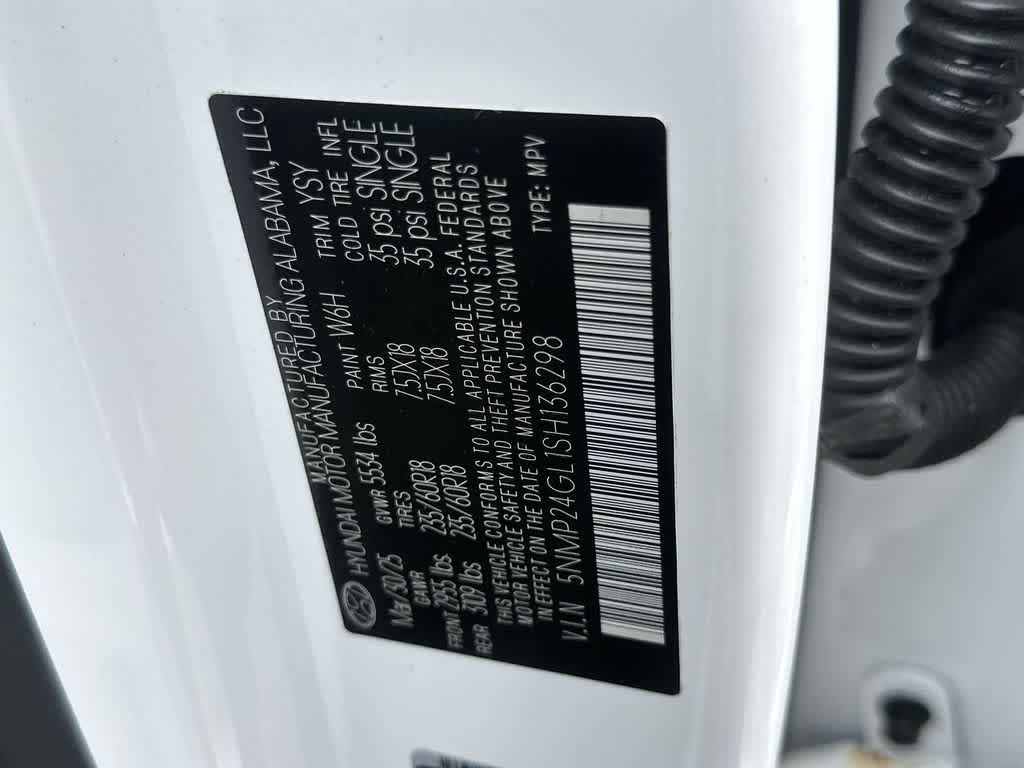 MANUFACTURED BY
HYUNDAI MOTOR MANUFACTURING ALABAMA, LLC
Mar/30/25 GVWR 5534 lbs PAINT W6H TRIM YSY
GAWR TIRES RIMS COLD TIRE INFL
FRONT 2955 lbs 235/60R18 7.5JX18 35 psi SINGLE
REAR 3109 lbs 235/60R18 7.5JX18 35 psi SINGLE
THIS VEHICLE CONFORMS TO ALL APPLICABLE U.S.A. FEDERAL
MOTOR VEHICLE SAFETY AND THEFT PREVENTION STANDARDS
IN EFFECT ON THE DATE OF MANUFACTURE SHOWN ABOVE
V.I.N 5NMP24GL1SH136298 TYPE: MPV